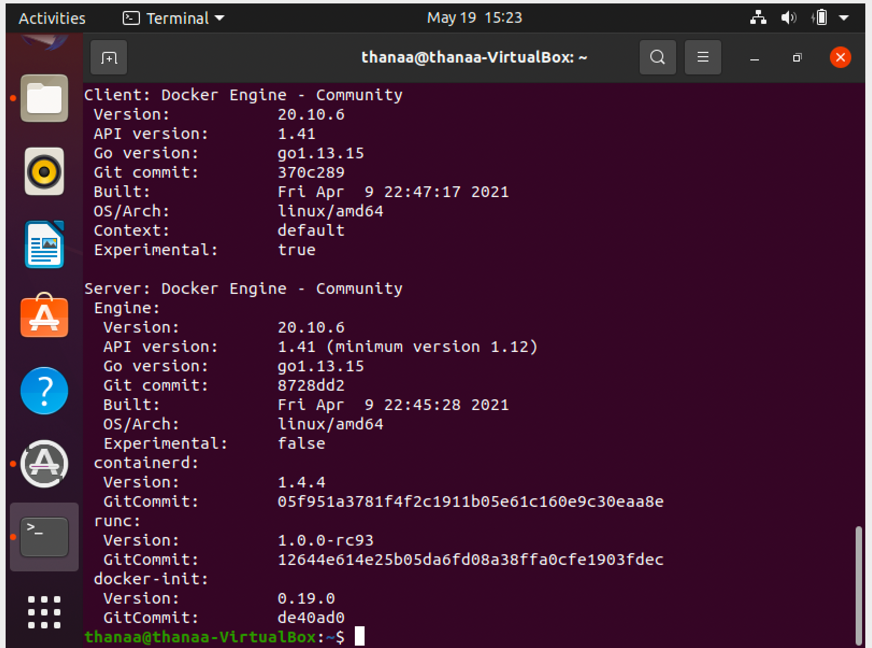 Activities Terminal May 19 15:23
thanaa@thanaa-VirtualBox: ~
Client: Docker Engine - Community
 Version:           20.10.6
 API version:       1.41
 Go version:        go1.13.15
 Git commit:        370c289
 Built:             Fri Apr  9 22:47:17 2021
 OS/Arch:           linux/amd64
 Context:           default
 Experimental:      true

Server: Docker Engine - Community
 Engine:
  Version:          20.10.6
  API version:      1.41 (minimum version 1.12)
  Go version:       go1.13.15
  Git commit:       8728dd2
  Built:            Fri Apr  9 22:45:28 2021
  OS/Arch:          linux/amd64
  Experimental:     false
 containerd:
  Version:          1.4.4
  GitCommit:        05f951a3781f4f2c1911b05e61c160e9c30eaa8e
 runc:
  Version:          1.0.0-rc93
  GitCommit:        12644e614e25b05da6fd08a38ffa0cfe1903fdec
 docker-init:
  Version:          0.19.0
  GitCommit:        de40ad0
thanaa@thanaa-VirtualBox:~$